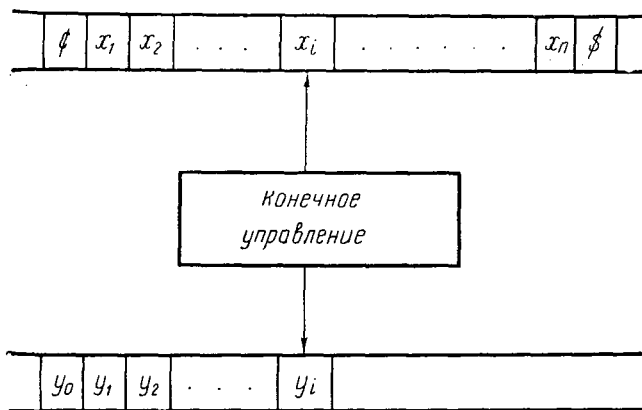 ¢ x₁ x₂ . . . xᵢ . . . . . . . xₙ $
Конечное
управление
y₀ y₁ y₂ . . . yᵢ